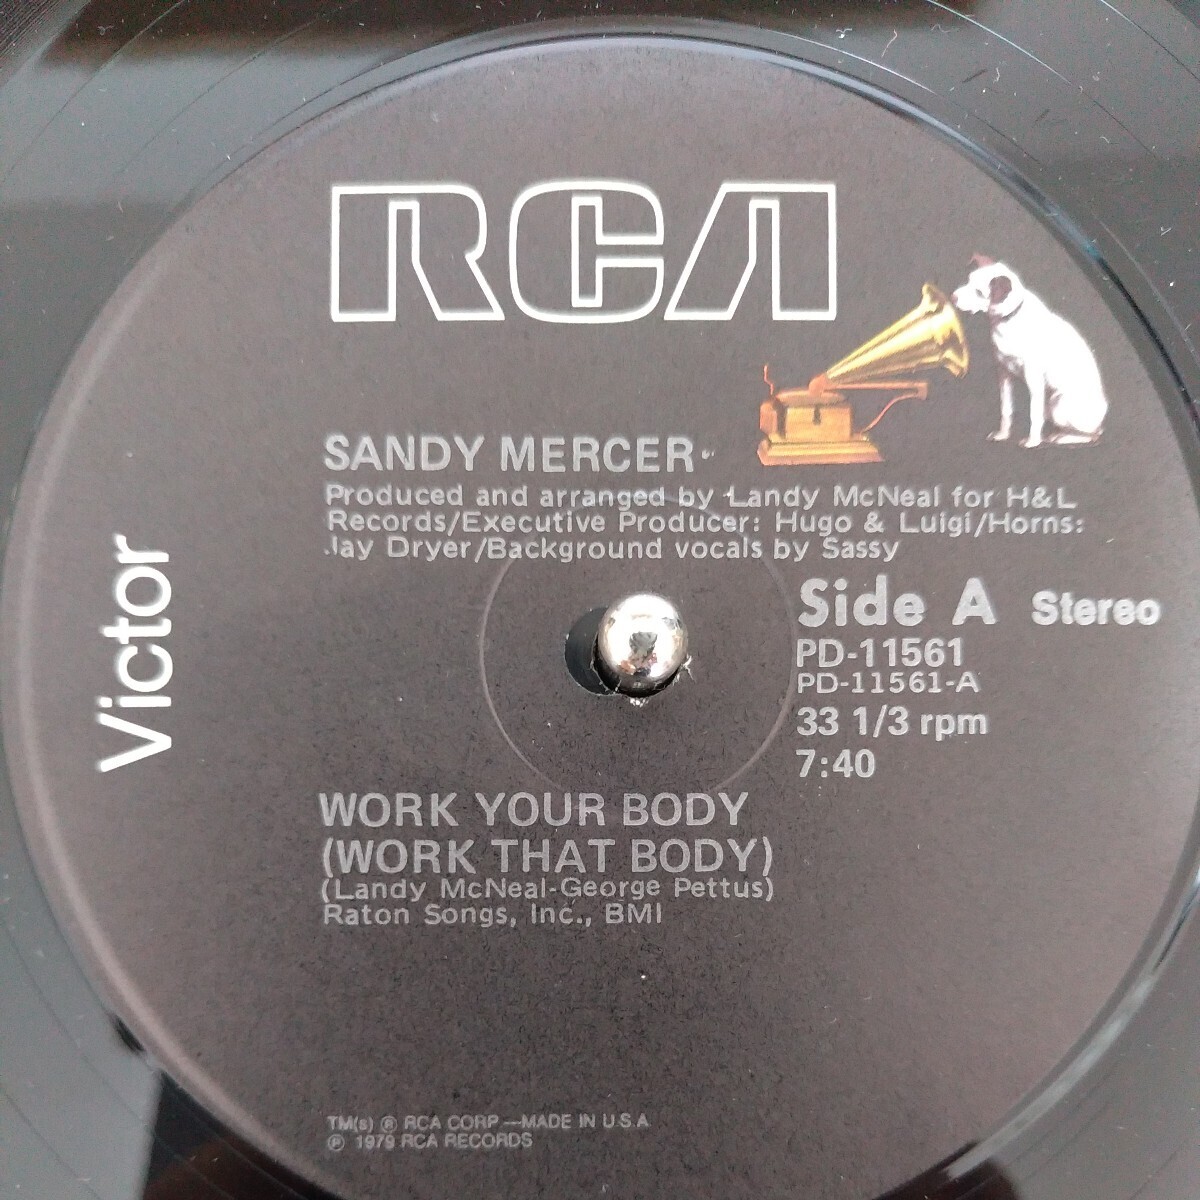 RCA
SANDY MERCER
Produced and arranged by Landy McNeal for H&L
Records/Executive Producer: Hugo & Luigi/Horns:
Jay Dryer/Background vocals by Sassy
Victor
Side A Stereo
PD-11561
PD-11561-A
33 1/3 rpm
7:40
WORK YOUR BODY
(WORK THAT BODY)
(Landy McNeal-George Pettus)
Raton Songs, Inc., BMI
TM(s) ® RCA CORP —MADE IN U.S.A
℗ 1979 RCA RECORDS